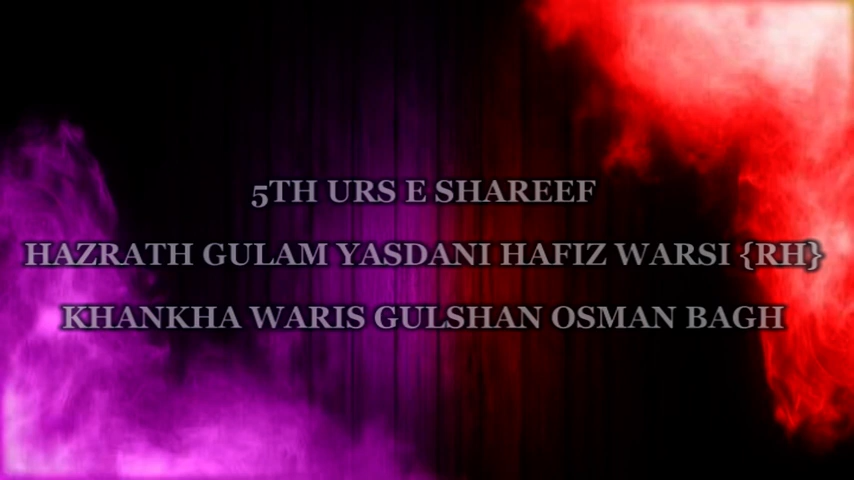 5TH URS E SHAREEF
HAZRATH GULAM YASDANI HAFIZ WARSI {RH}
KHANKHA WARIS GULSHAN OSMAN BAGH